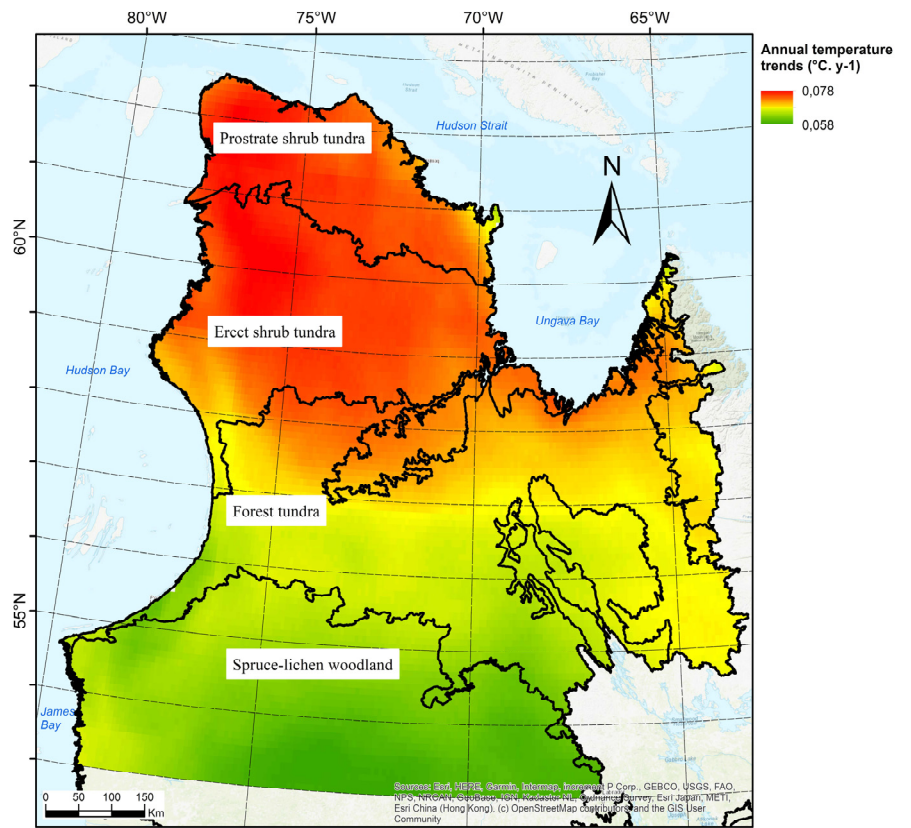 80°W 75°W 70°W 65°W
Annual temperature
trends (°C. y-1)
0,078
0,058
Hudson Strait
Prostrate shrub tundra
N
60°N
Ungava Bay
Erect shrub tundra
Hudson Bay
Forest tundra
55°N
Spruce-lichen woodland
James
Bay
0 50 100 150
Km
Sources: Esri, HERE, Garmin, Intermap, increment P Corp., GEBCO, USGS, FAO,
NPS, NRCAN, GeoBase, IGN, Kadaster NL, Ordnance Survey, Esri Japan, METI,
Esri China (Hong Kong), (c) OpenStreetMap contributors, and the GIS User
Community